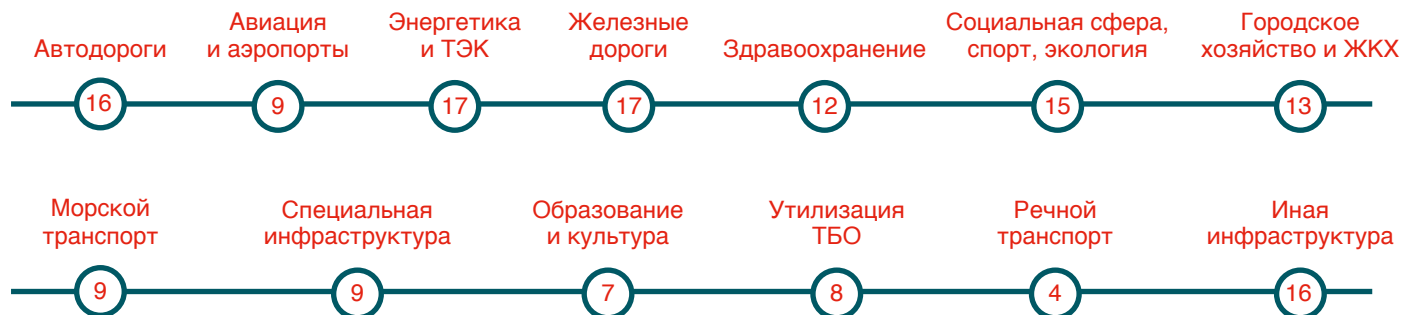 Автодороги
Авиация
и аэропорты
Энергетика
и ТЭК
Железные
дороги
Здравоохранение
Социальная сфера,
спорт, экология
Городское
хозяйство и ЖКХ
16
9
17
17
12
15
13
Морской
транспорт
Специальная
инфраструктура
Образование
и культура
Утилизация
ТБО
Речной
транспорт
Иная
инфраструктура
9
9
7
8
4
16